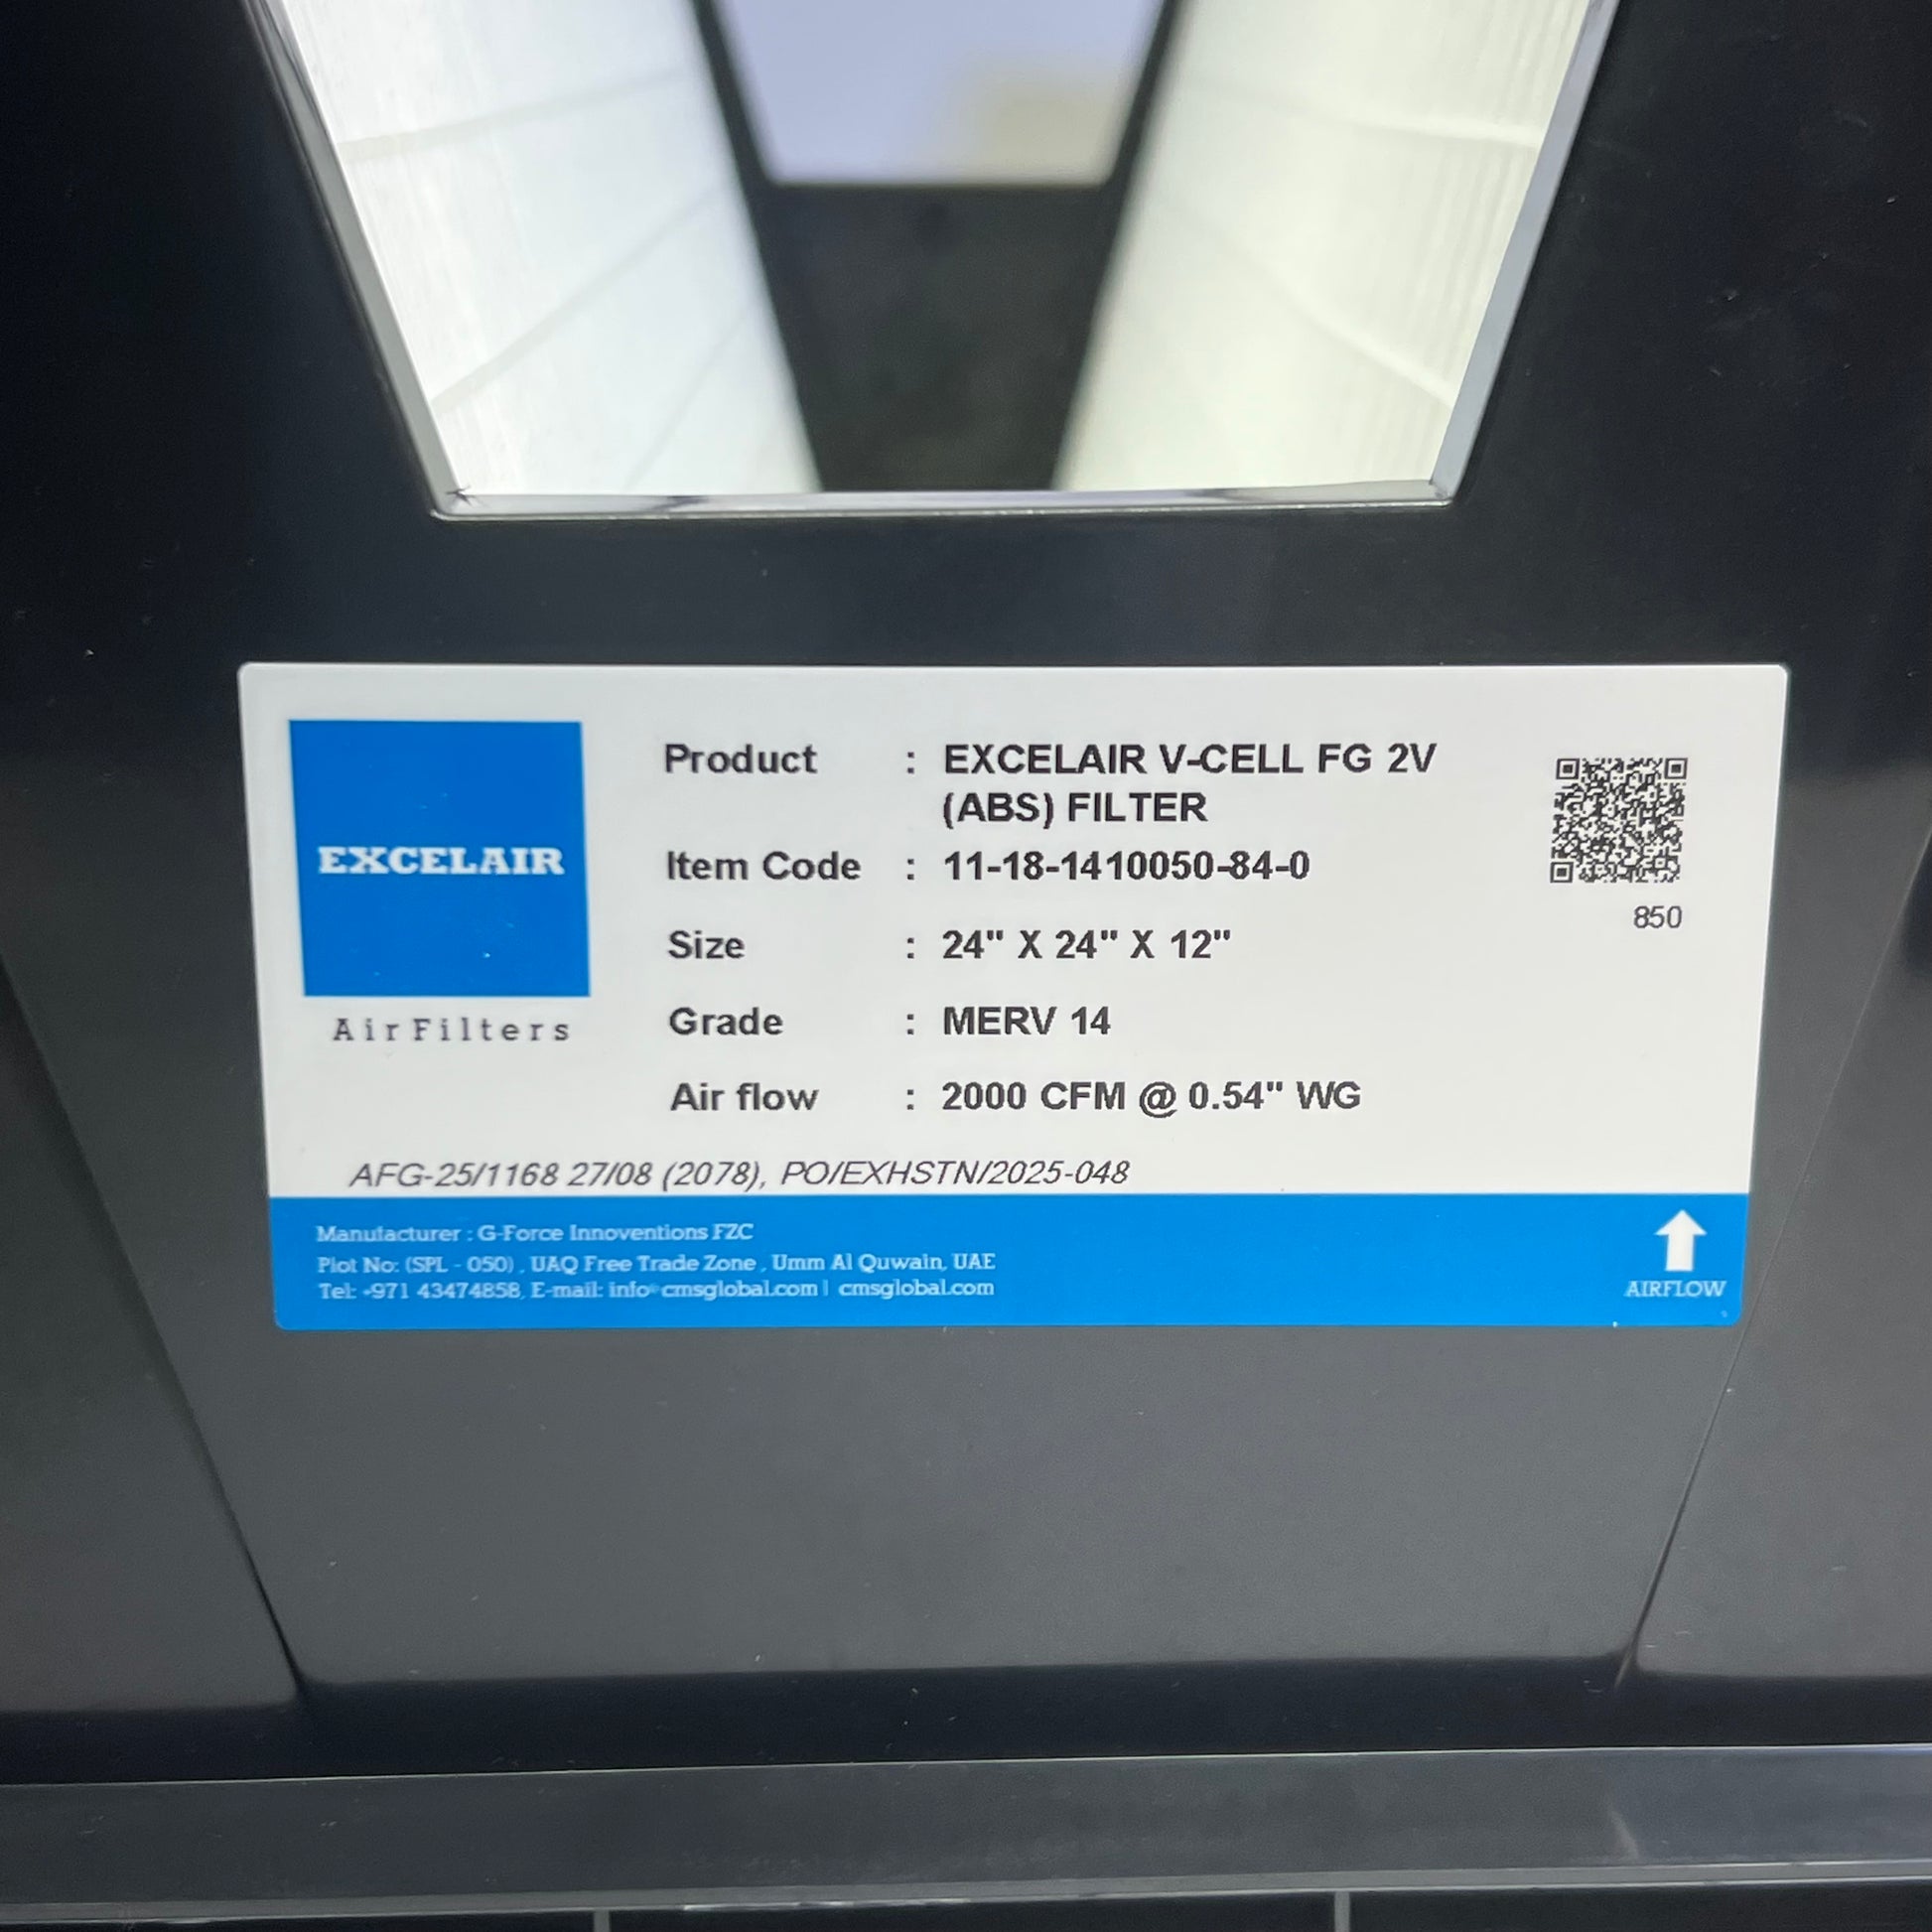 EXCELAIR
Air Filters
Product : EXCELAIR V-CELL FG 2V
(ABS) FILTER
Item Code : 11-18-1410050-84-0
Size : 24" X 24" X 12"
Grade : MERV 14
Air flow : 2000 CFM @ 0.54" WG
850
AFG-25/1168 27/08 (2078), PO/EXHSTN/2025-048
Manufacturer : G-Force Innoventions FZC
Plot No: (SPL - 050) , UAQ Free Trade Zone , Umm Al Quwain, UAE
Tel: +971 43474858, E-mail: info@cmsglobal.com | cmsglobal.com
AIRFLOW